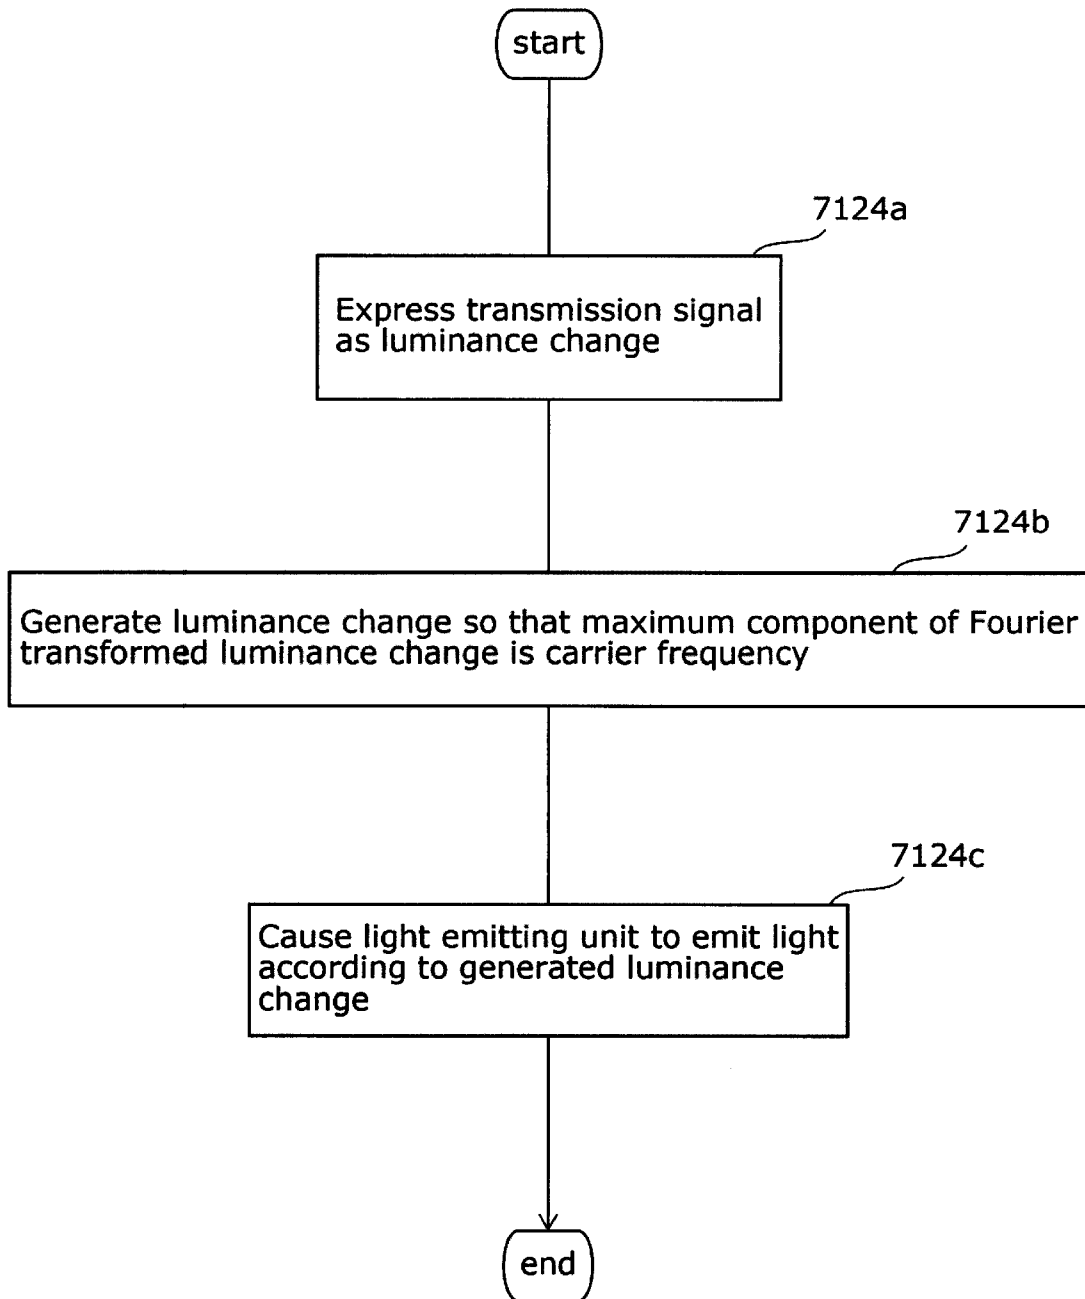 start
7124a
Express transmission signal
as luminance change
7124b
Generate luminance change so that maximum component of Fourier
transformed luminance change is carrier frequency
7124c
Cause light emitting unit to emit light
according to generated luminance
change
end